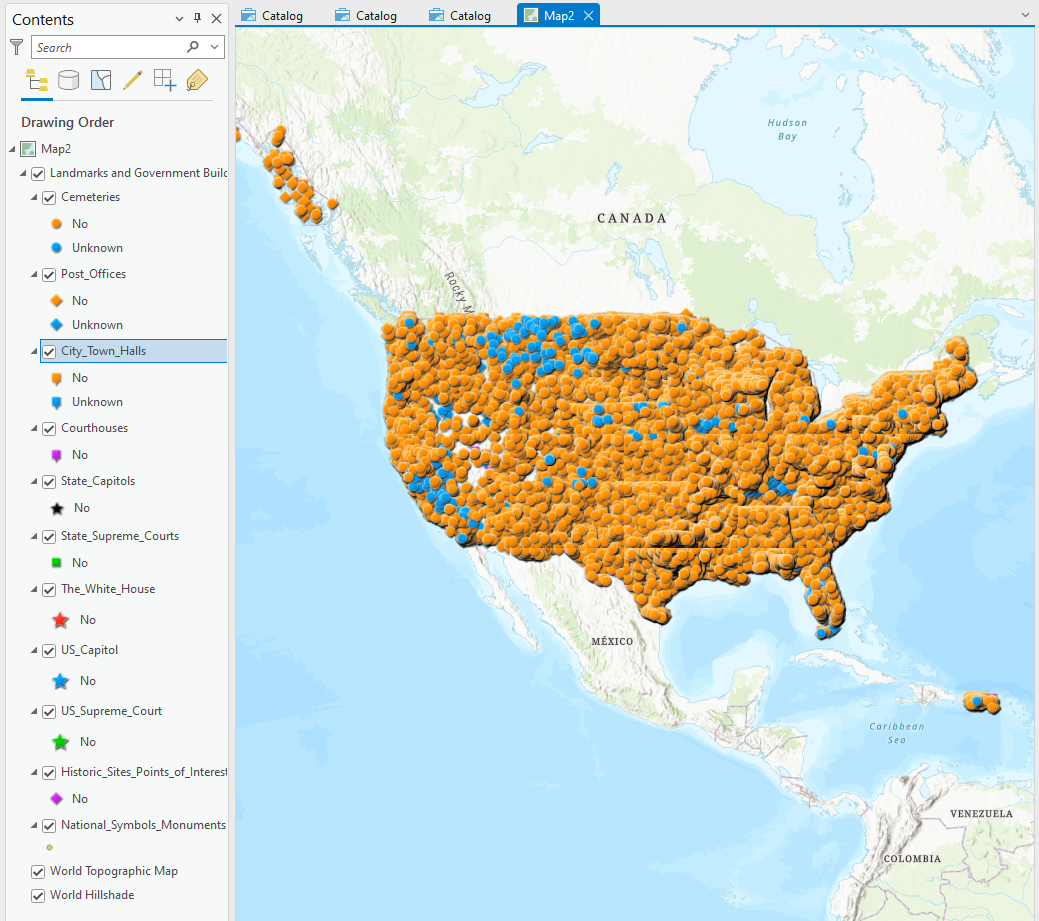 Contents
Search
Drawing Order
Map2
Landmarks and Government Build
Cemeteries
No
Unknown
Post_Offices
No
Unknown
City_Town_Halls
No
Unknown
Courthouses
No
State_Capitols
No
State_Supreme_Courts
No
The_White_House
No
US_Capitol
No
US_Supreme_Court
No
Historic_Sites_Points_of_Interest
No
National_Symbols_Monuments
World Topographic Map
World Hillshade
Catalog
Catalog
Catalog
Map2
Hudson
Bay
CANADA
Rocky M
MÉXICO
Caribbean
Sea
VENEZUELA
COLOMBIA